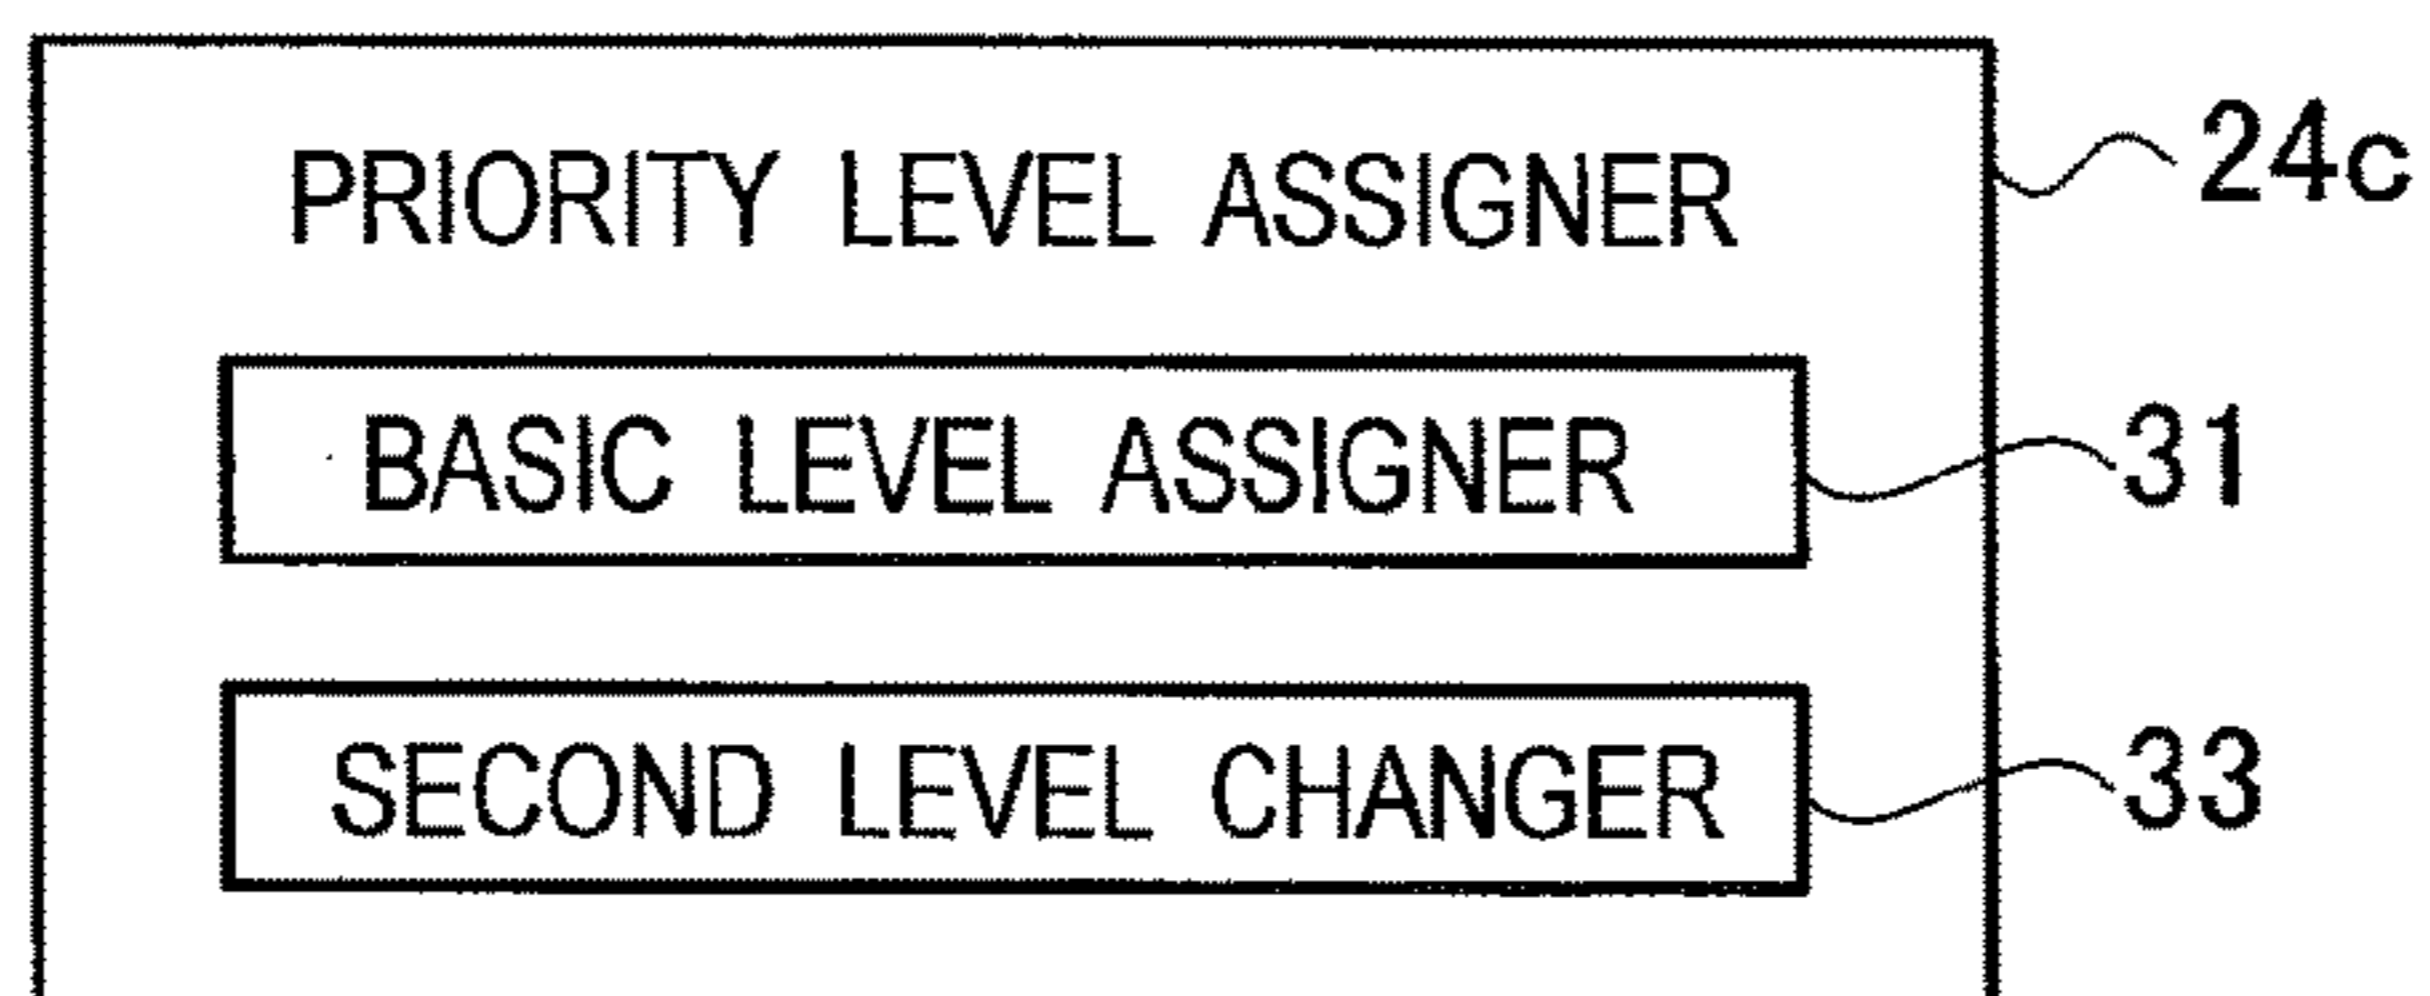 PRIORITY LEVEL ASSIGNER 24c
BASIC LEVEL ASSIGNER 31
SECOND LEVEL CHANGER 33